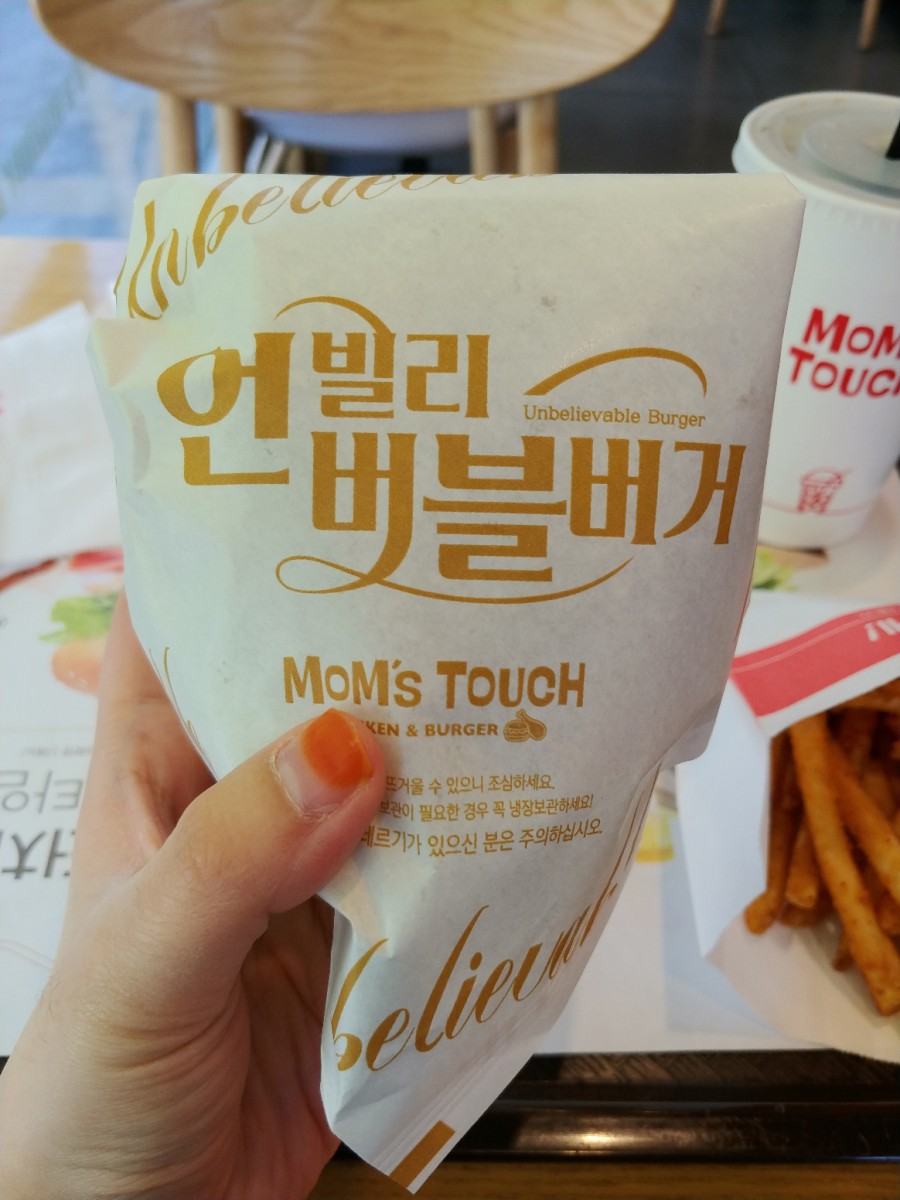 Unbelieva
언빌리
버블버거
Unbelievable Burger
MOM'S TOUCH
KEN & BURGER
뜨거울 수 있으니 조심하세요.
보관이 필요한 경우 꼭 냉장보관하세요!
레르기가 있으신 분은 주의하십시오.
believab
MOM
TOUCH